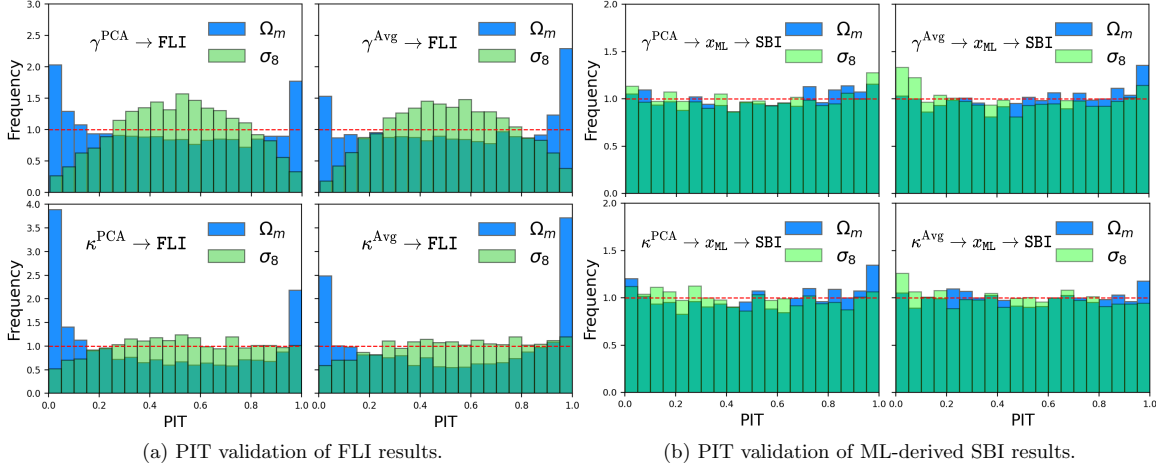 γ^PCA → FLI
Ω_m
σ_8
Frequency
3.0
2.5
2.0
1.5
1.0
0.5
0.0
γ^Avg → FLI
Ω_m
σ_8
κ^PCA → FLI
Ω_m
σ_8
Frequency
4.0
3.5
3.0
2.5
2.0
1.5
1.0
0.5
0.0
0.0 0.2 0.4 0.6 0.8 1.0
PIT
κ^Avg → FLI
Ω_m
σ_8
0.2 0.4 0.6 0.8 1.0
PIT
(a) PIT validation of FLI results.
γ^PCA → x_ML → SBI
Ω_m
σ_8
Frequency
2.0
1.5
1.0
0.5
0.0
γ^Avg → x_ML → SBI
Ω_m
σ_8
κ^PCA → x_ML → SBI
Ω_m
σ_8
Frequency
2.0
1.5
1.0
0.5
0.0
0.0 0.2 0.4 0.6 0.8
PIT
κ^Avg → x_ML → SBI
Ω_m
σ_8
0.0 0.2 0.4 0.6 0.8 1.0
PIT
(b) PIT validation of ML-derived SBI results.